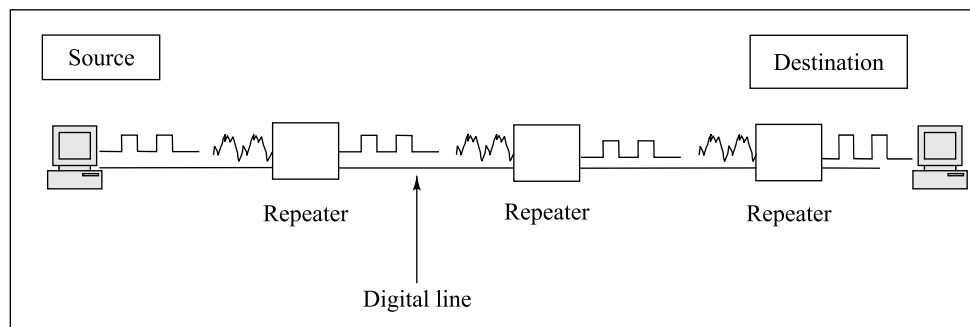 Source
Destination
Repeater
Repeater
Repeater
Digital line